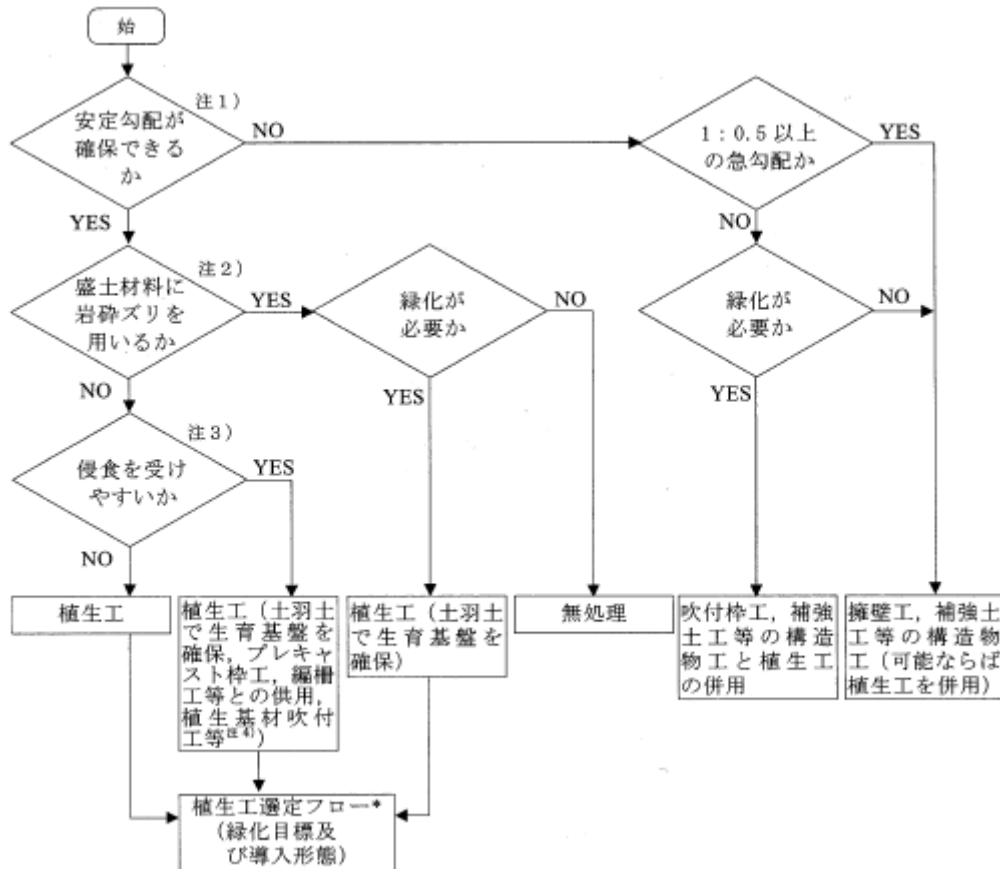 始
注1)
安定勾配が
確保できる
か
NO
1：0.5以上
の急勾配か
YES
YES
NO
注2)
盛土材料に
岩砕ズリを
用いるか
YES
緑化が
必要か
NO
緑化が
必要か
NO
NO
YES
YES
注3)
侵食を受け
やすいか
YES
NO
植生工
植生工（土羽土
で生育基盤を
確保，プレキャ
スト枠工，編柵
工等との供用，
植生基材吹付
工等注4)）
植生工（土羽土
で生育基盤を
確保）
無処理
吹付枠工，補強
土工等の構造
物工と植生工
の併用
擁壁工，補強土
工等の構造物
工（可能ならば
植生工を併用）
植生工選定フロー*
（緑化目標及
び導入形態）